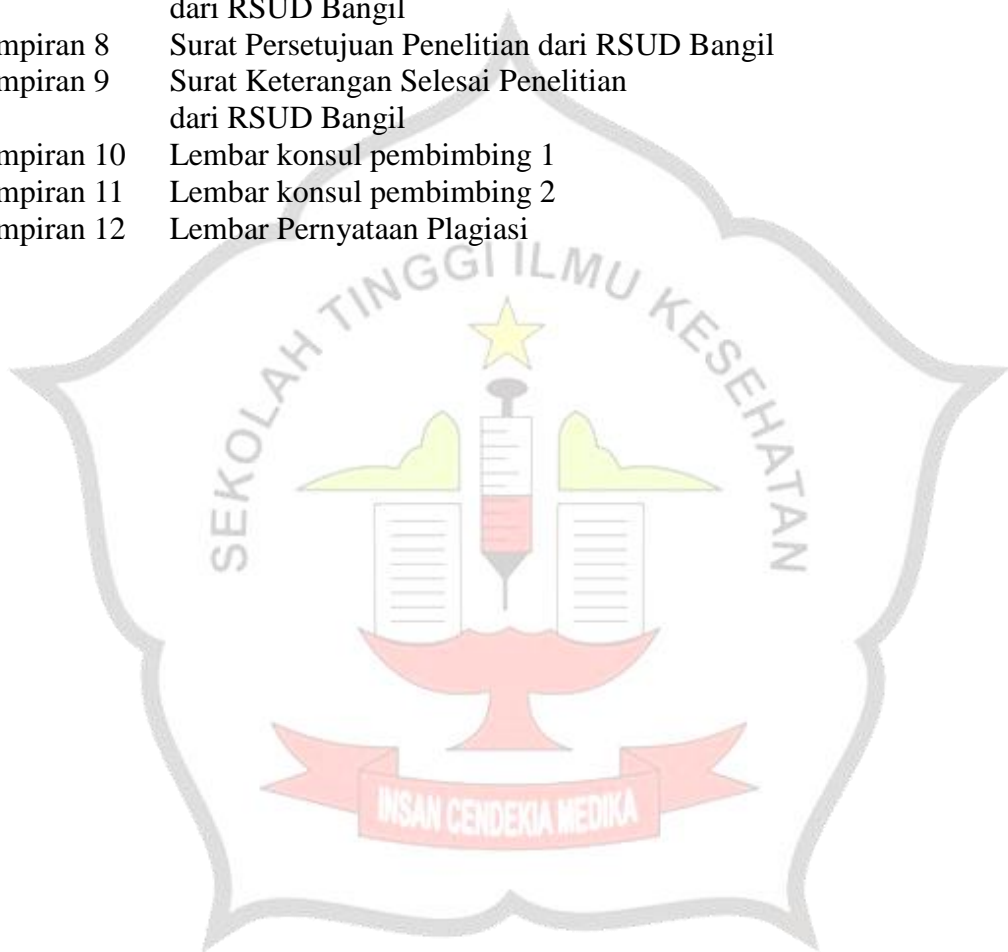 dari RSUD Bangil
mpiran 8 Surat Persetujuan Penelitian dari RSUD Bangil
mpiran 9 Surat Keterangan Selesai Penelitian
dari RSUD Bangil
mpiran 10 Lembar konsul pembimbing 1
mpiran 11 Lembar konsul pembimbing 2
mpiran 12 Lembar Pernyataan Plagiasi
SEKOLAH TINGGI ILMU KESEHATAN
INSAN CENDEKIA MEDIKA